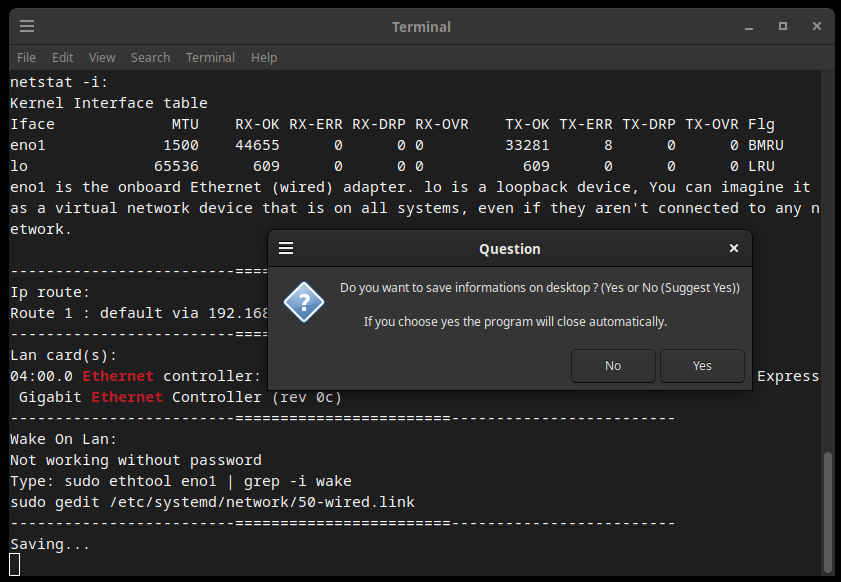 Terminal
File Edit View Search Terminal Help
netstat -i:
Kernel Interface table
Iface MTU RX-OK RX-ERR RX-DRP RX-OVR TX-OK TX-ERR TX-DRP TX-OVR Flg
eno1 1500 44655 0 0 0 33281 8 0 0 BMRU
lo 65536 609 0 0 0 609 0 0 0 LRU
eno1 is the onboard Ethernet (wired) adapter. lo is a loopback device, You can imagine it
as a virtual network device that is on all systems, even if they aren't connected to any n
etwork.
-------------------------====
Ip route:
Route 1 : default via 192.168
-------------------------====
Lan card(s):
04:00.0 Ethernet controller: Express
Gigabit Ethernet Controller (rev 0c)
-------------------------========================-------------------------
Wake On Lan:
Not working without password
Type: sudo ethtool eno1 | grep -i wake
sudo gedit /etc/systemd/network/50-wired.link
-------------------------========================-------------------------
Saving...
Question
Do you want to save informations on desktop ? (Yes or No (Suggest Yes))
If you choose yes the program will close automatically.
No Yes